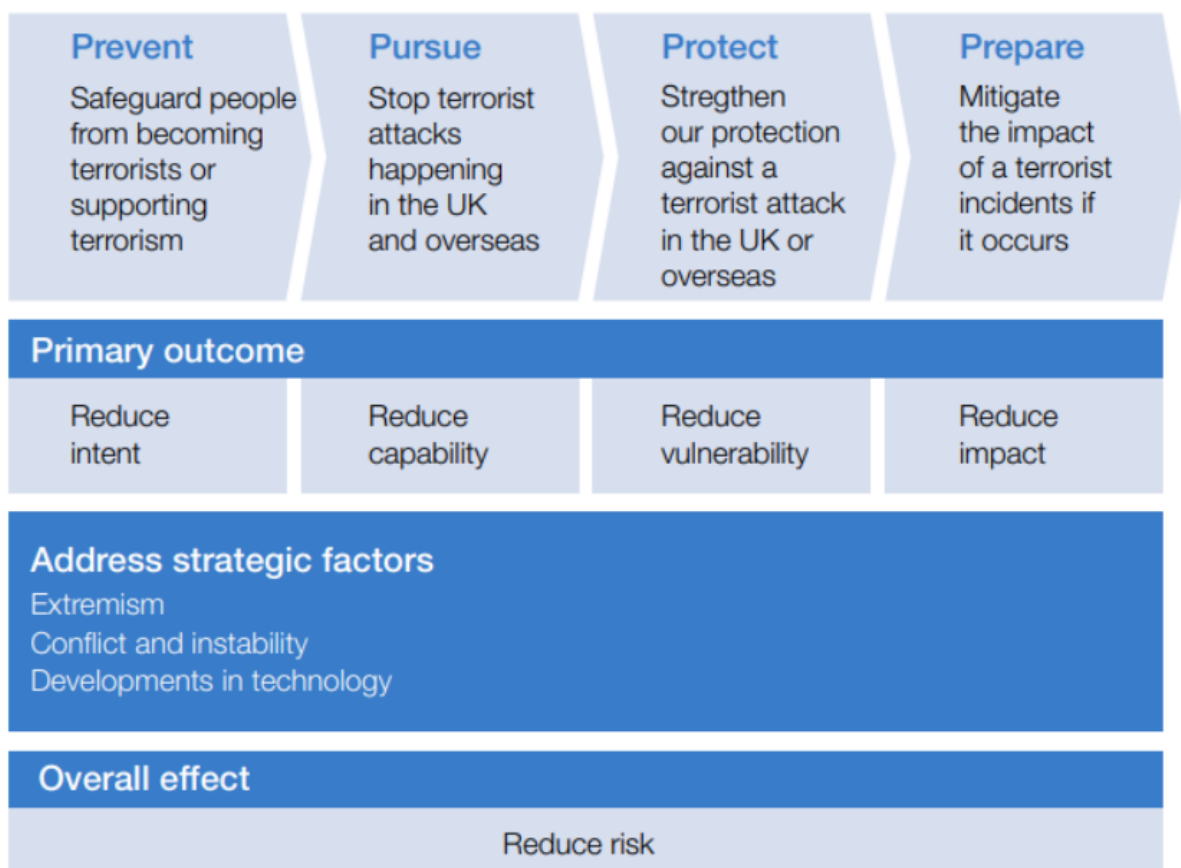 Prevent
Safeguard people
from becoming
terrorists or
supporting
terrorism
Pursue
Stop terrorist
attacks
happening
in the UK
and overseas
Protect
Stregthen
our protection
against a
terrorist attack
in the UK or
overseas
Prepare
Mitigate
the impact
of a terrorist
incidents if
it occurs
Primary outcome
Reduce
intent
Reduce
capability
Reduce
vulnerability
Reduce
impact
Address strategic factors
Extremism
Conflict and instability
Developments in technology
Overall effect
Reduce risk